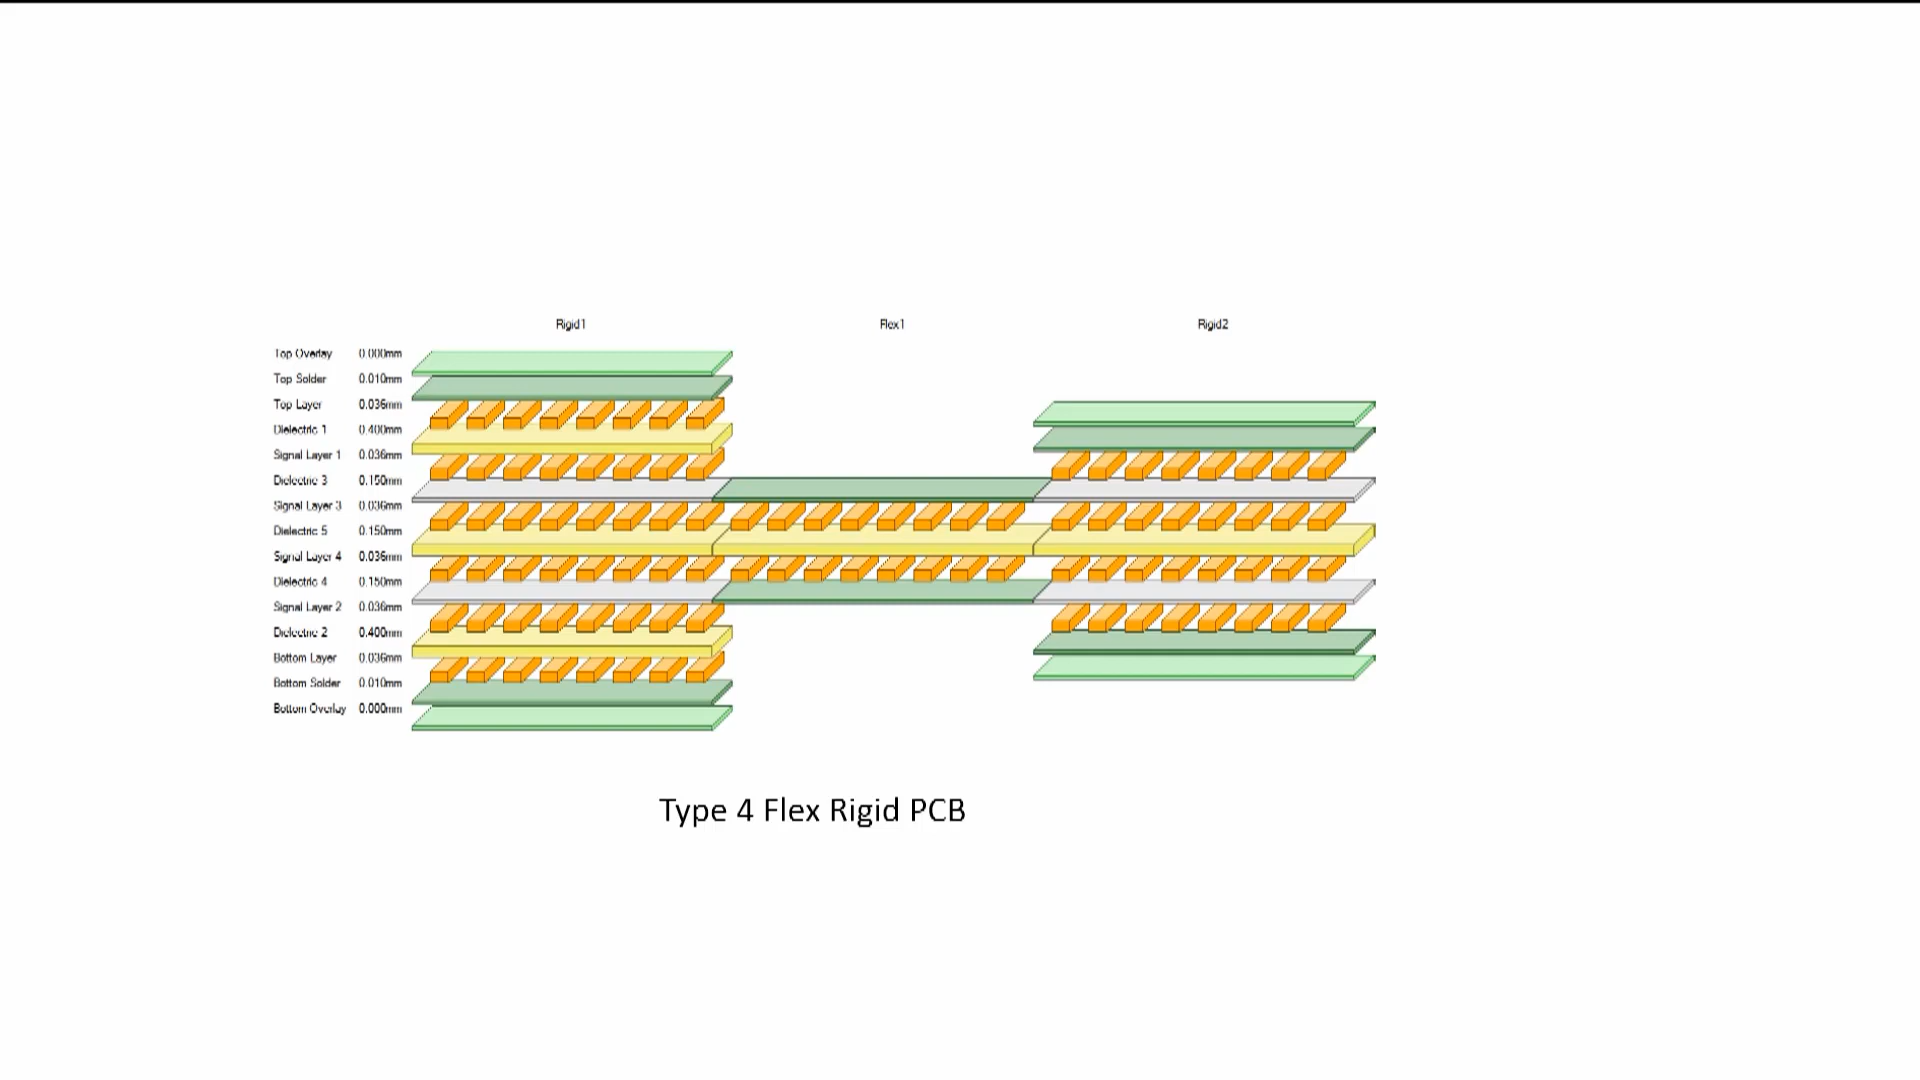 Rigid1 Flex1 Rigid2
Top Overlay 0.000mm
Top Solder 0.010mm
Top Layer 0.036mm
Dielectric 1 0.400mm
Signal Layer 1 0.036mm
Dielectric 3 0.150mm
Signal Layer 3 0.036mm
Dielectric 5 0.150mm
Signal Layer 4 0.036mm
Dielectric 4 0.150mm
Signal Layer 2 0.036mm
Dielectric 2 0.400mm
Bottom Layer 0.036mm
Bottom Solder 0.010mm
Bottom Overlay 0.000mm
Type 4 Flex Rigid PCB